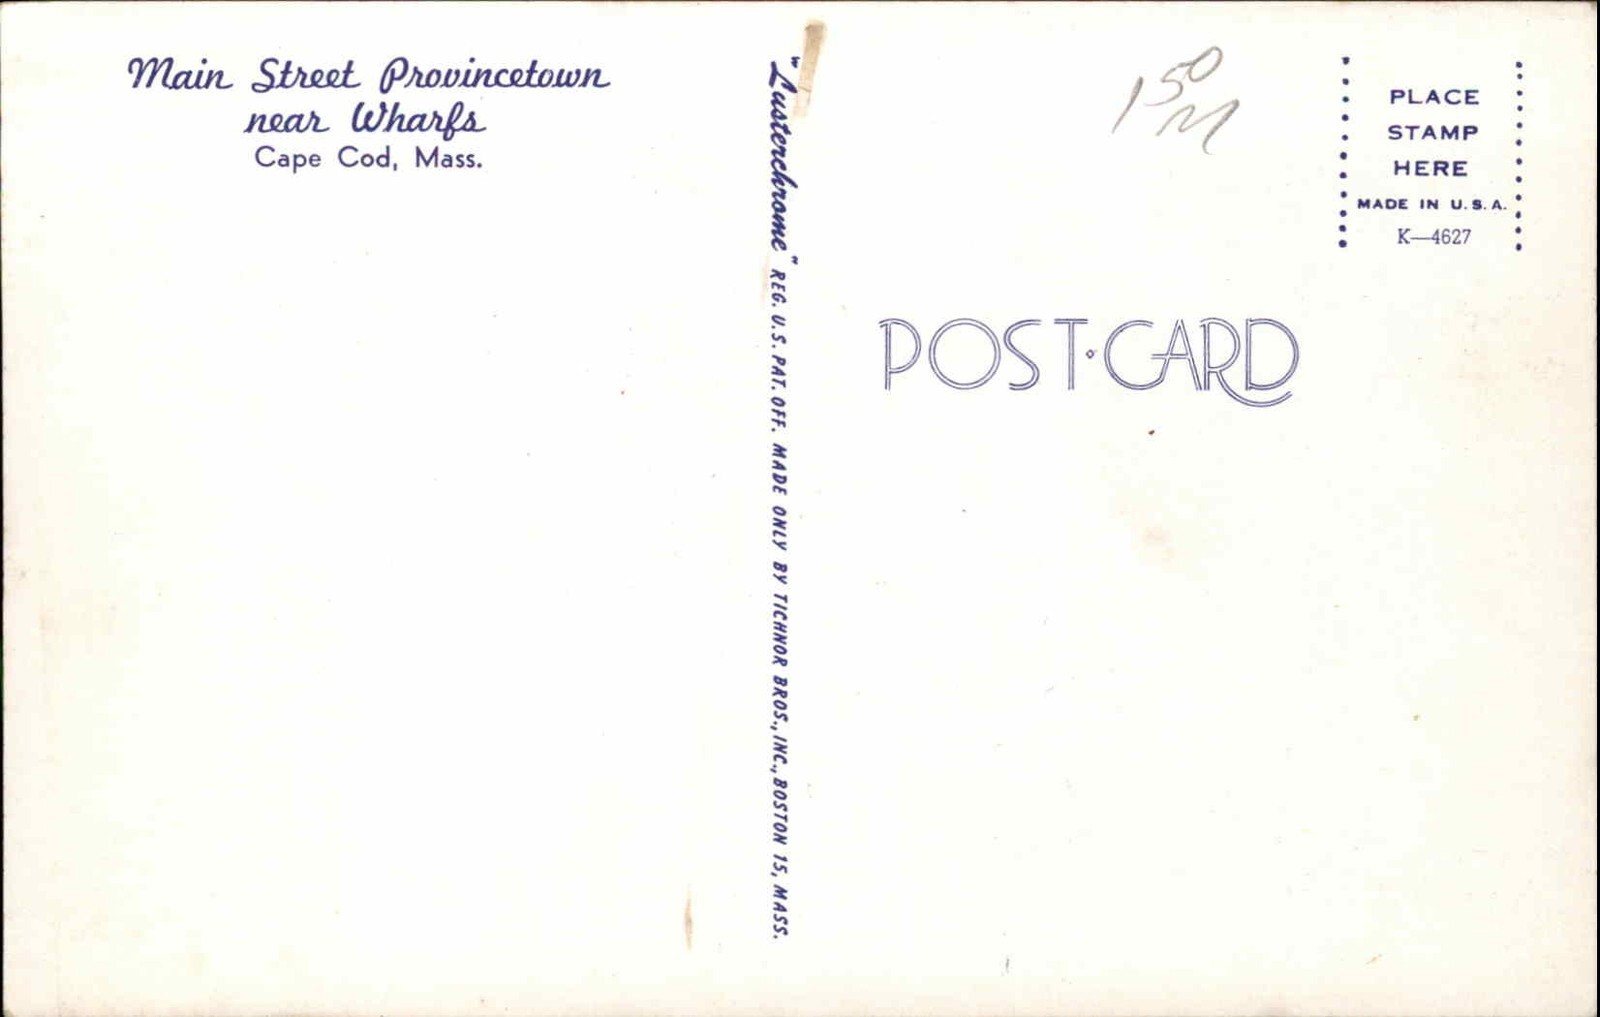 Main Street Provincetown
near Wharfs
Cape Cod, Mass.
"Lusterchrome" REG. U.S. PAT. OFF. MADE ONLY BY TICHNOR BROS., INC., BOSTON 15, MASS.
150
M
PLACE
STAMP
HERE
MADE IN U.S.A.
K—4627
POST·CARD